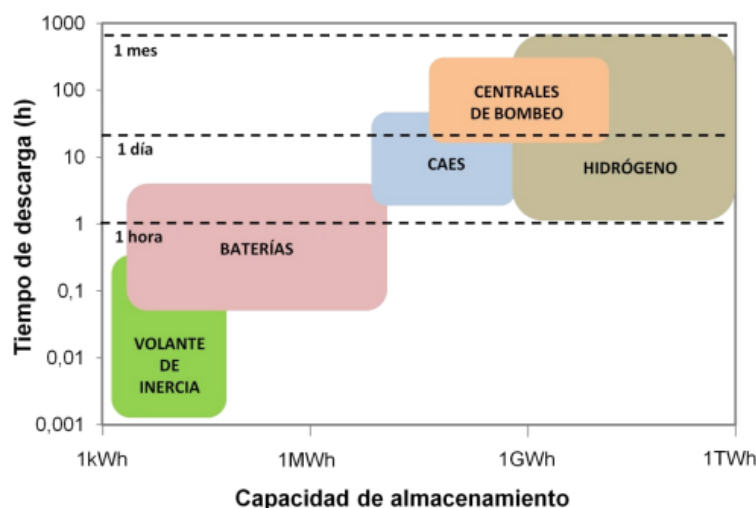 Tiempo de descarga (h)
1000
100
10
1
0,1
0,01
0,001
1 mes
1 día
1 hora
CENTRALES
DE BOMBEO
CAES
HIDRÓGENO
BATERÍAS
VOLANTE
DE
INERCIA
1kWh
1MWh
1GWh
1TWh
Capacidad de almacenamiento